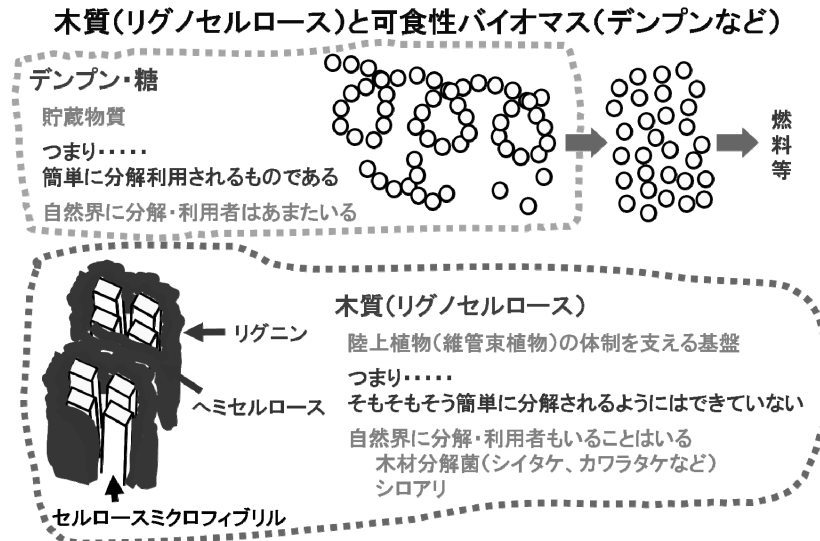 木質(リグノセルロース)と可食性バイオマス(デンプンなど)
デンプン・糖
貯蔵物質
つまり・・・・・
簡単に分解利用されるものである
自然界に分解・利用者はあまたいる
燃料等
木質(リグノセルロース)
陸上植物(維管束植物)の体制を支える基盤
つまり・・・・・
そもそもそう簡単に分解されるようにはできていない
自然界に分解・利用者もいることはいる
木材分解菌(シイタケ、カワラタケなど)
シロアリ
リグニン
ヘミセルロース
セルロースミクロフィブリル